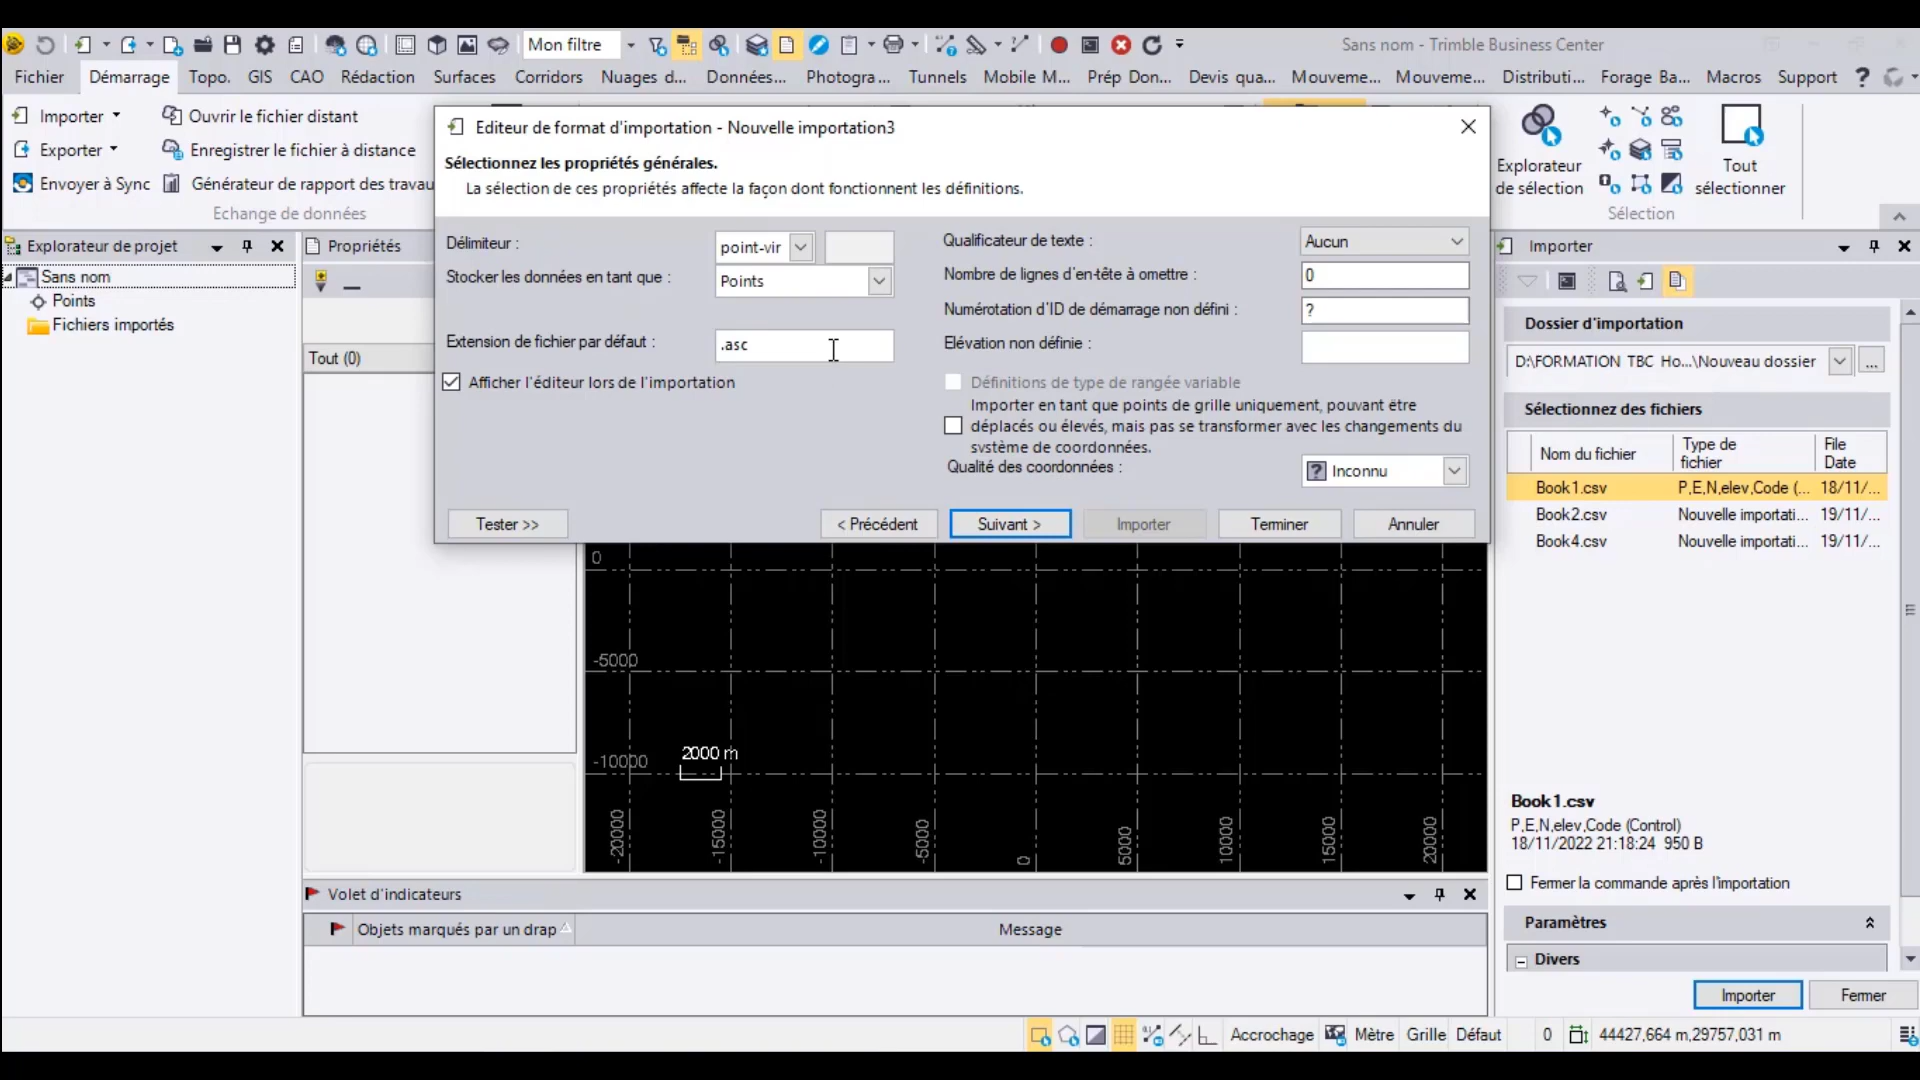 Mon filtre
Sans nom - Trimble Business Center
Fichier Démarrage Topo. GIS CAO Rédaction Surfaces Corridors Nuages d... Données... Photogra... Tunnels Mobile M... Prép Don... Devis qua... Mouveme... Mouveme... Distributi... Forage Ba... Macros Support
Importer
Ouvrir le fichier distant
Exporter
Enregistrer le fichier à distance
Envoyer à Sync
Générateur de rapport des travau
Echange de données
Explorateur de sélection
Tout sélectionner
Sélection
Editeur de format d'importation - Nouvelle importation3
Sélectionnez les propriétés générales.
La sélection de ces propriétés affecte la façon dont fonctionnent les définitions.
Délimiteur :
point-vir
Stocker les données en tant que :
Points
Extension de fichier par défaut :
.asc
Afficher l'éditeur lors de l'importation
Qualificateur de texte :
Aucun
Nombre de lignes d'en-tête à omettre :
0
Numérotation d'ID de démarrage non défini :
?
Elévation non définie :
Définitions de type de rangée variable
Importer en tant que points de grille uniquement, pouvant être
déplacés ou élevés, mais pas se transformer avec les changements du
système de coordonnées.
Qualité des coordonnées :
? Inconnu
Tester >>
< Précédent
Suivant >
Importer
Terminer
Annuler
Explorateur de projet
Sans nom
Points
Fichiers importés
Propriétés
Tout (0)
0
-5000
-10000
2000 m
-20000
-15000
-10000
-5000
0
5000
10000
15000
20000
Volet d'indicateurs
Objets marqués par un drap
Message
Importer
Dossier d'importation
D:\FORMATION TBC Ho...\Nouveau dossier
...
Sélectionnez des fichiers
Nom du fichier
Type de fichier
File Date
Book1.csv P,E,N,elev,Code (... 18/11/...
Book2.csv Nouvelle importati... 19/11/...
Book4.csv Nouvelle importati... 19/11/...
Book1.csv
P,E,N,elev,Code (Control)
18/11/2022 21:18:24 950 B
Fermer la commande après l'importation
Paramètres
Divers
Importer
Fermer
Accrochage Mètre Grille Défaut 0 44427,664 m,29757,031 m